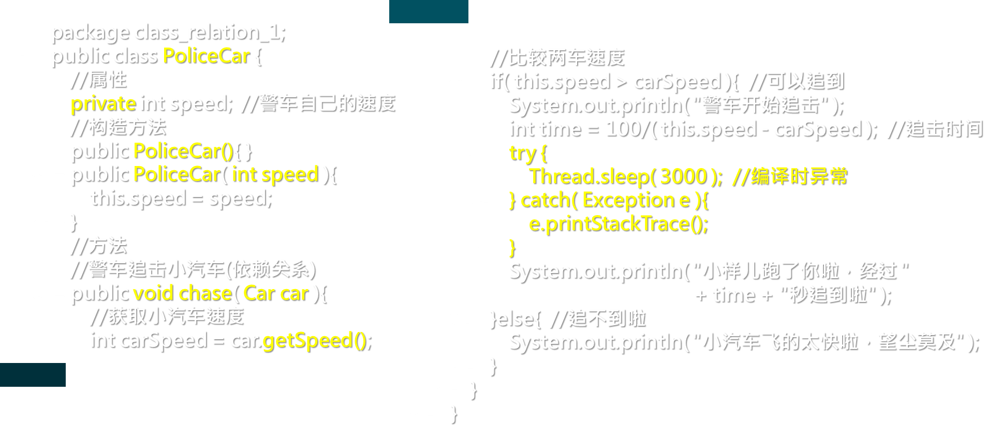 package class_relation_1;
public class PoliceCar {
//属性
private int speed; //警车自己的速度
//构造方法
public PoliceCar(){ }
public PoliceCar( int speed ){
this.speed = speed;
}
//方法
//警车追击小汽车(依赖关系)
public void chase( Car car ){
//获取小汽车速度
int carSpeed = car.getSpeed();
//比较两车速度
if( this.speed > carSpeed ){ //可以追到
System.out.println( "警车开始追击" );
int time = 100/( this.speed - carSpeed ); //追击时间
try {
Thread.sleep( 3000 ); //编译时异常
} catch( Exception e ){
e.printStackTrace();
}
System.out.println( "小样儿跑了你啦，经过 "
+ time + "秒追到啦" );
}else{ //追不到啦
System.out.println( "小汽车飞的太快啦，望尘莫及" );
}
}
}